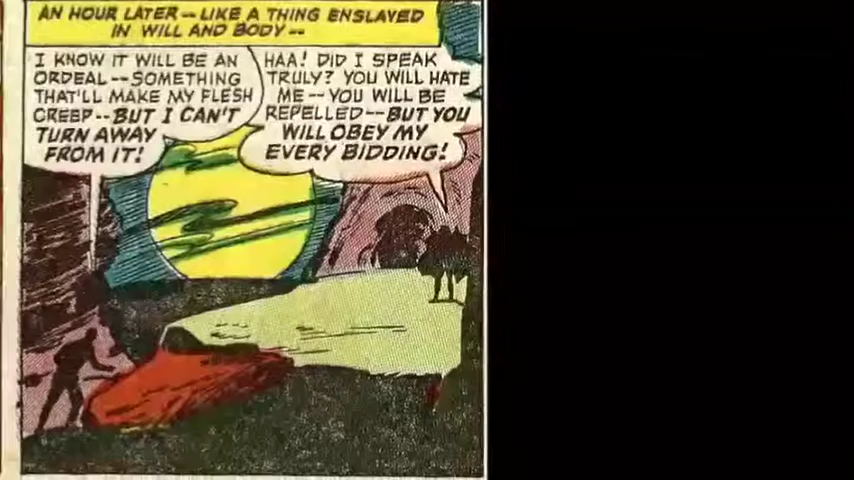 AN HOUR LATER--LIKE A THING ENSLAVED
IN WILL AND BODY--
I KNOW IT WILL BE AN
ORDEAL--SOMETHING
THAT'LL MAKE MY FLESH
CREEP--BUT I CAN'T
TURN AWAY
FROM IT!
HAA! DID I SPEAK
TRULY? YOU WILL HATE
ME--YOU WILL BE
REPELLED--BUT YOU
WILL OBEY MY
EVERY BIDDING!